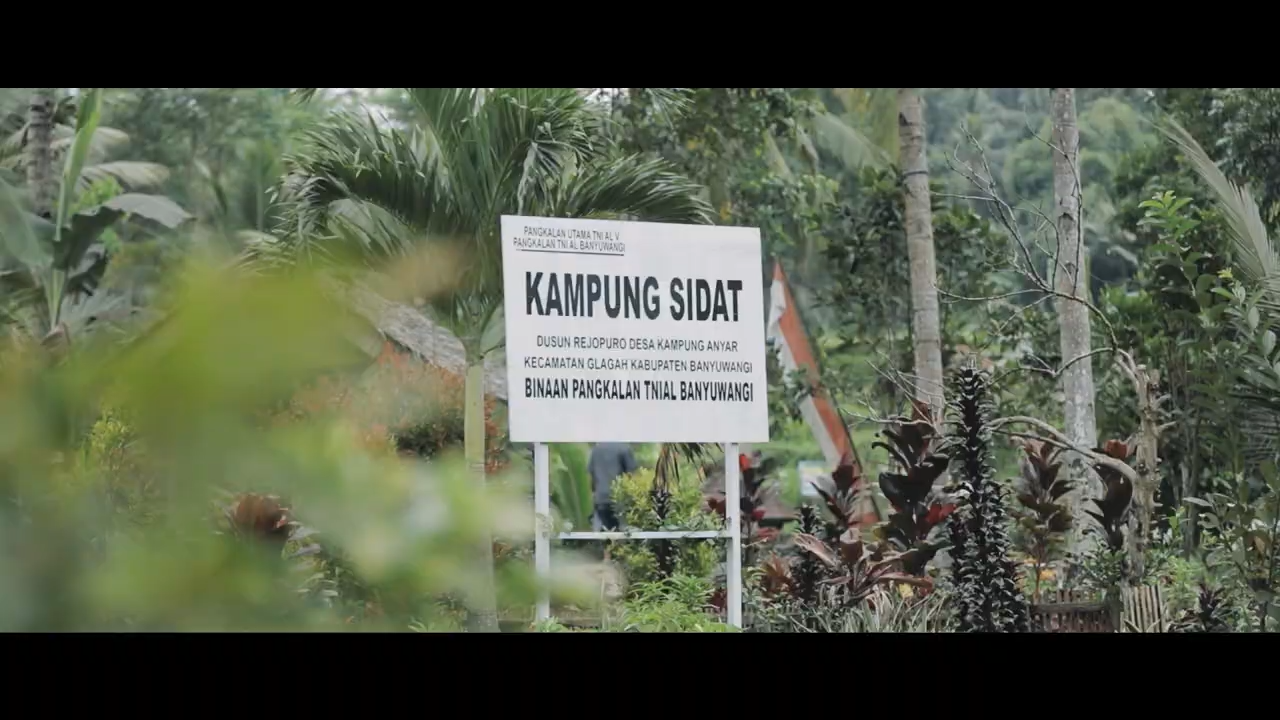 PANGKALAN UTAMA TNI AL V
PANGKALAN TNI AL BANYUWANGI
KAMPUNG SIDAT
DUSUN REJOPURO DESA KAMPUNG ANYAR
KECAMATAN GLAGAH KABUPATEN BANYUWANGI
BINAAN PANGKALAN TNIAL BANYUWANGI